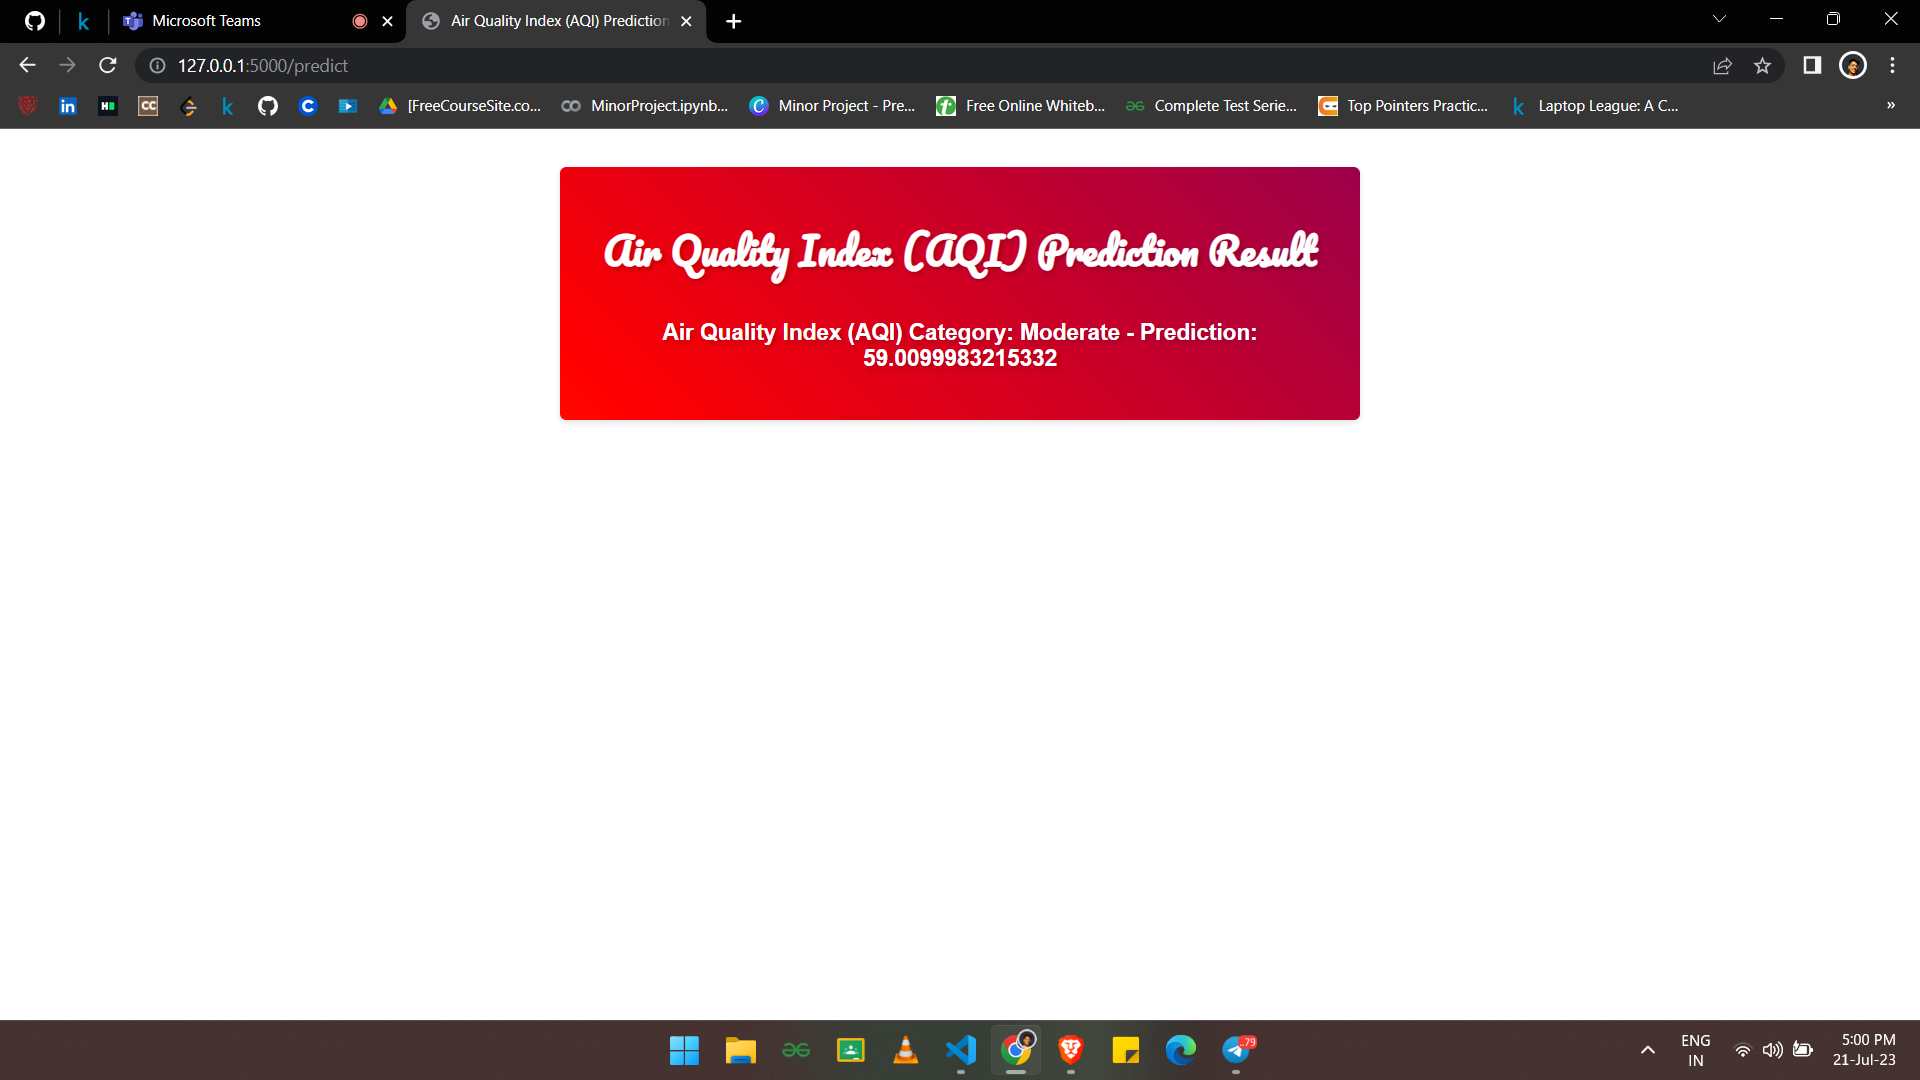 Microsoft Teams
Air Quality Index (AQI) Prediction
127.0.0.1:5000/predict
[FreeCourseSite.co... MinorProject.ipynb... Minor Project - Pre... Free Online Whiteb... Complete Test Serie... Top Pointers Practic... Laptop League: A C... »
Air Quality Index (AQI) Prediction Result
Air Quality Index (AQI) Category: Moderate - Prediction:
59.0099983215332
ENG
IN
5:00 PM
21-Jul-23